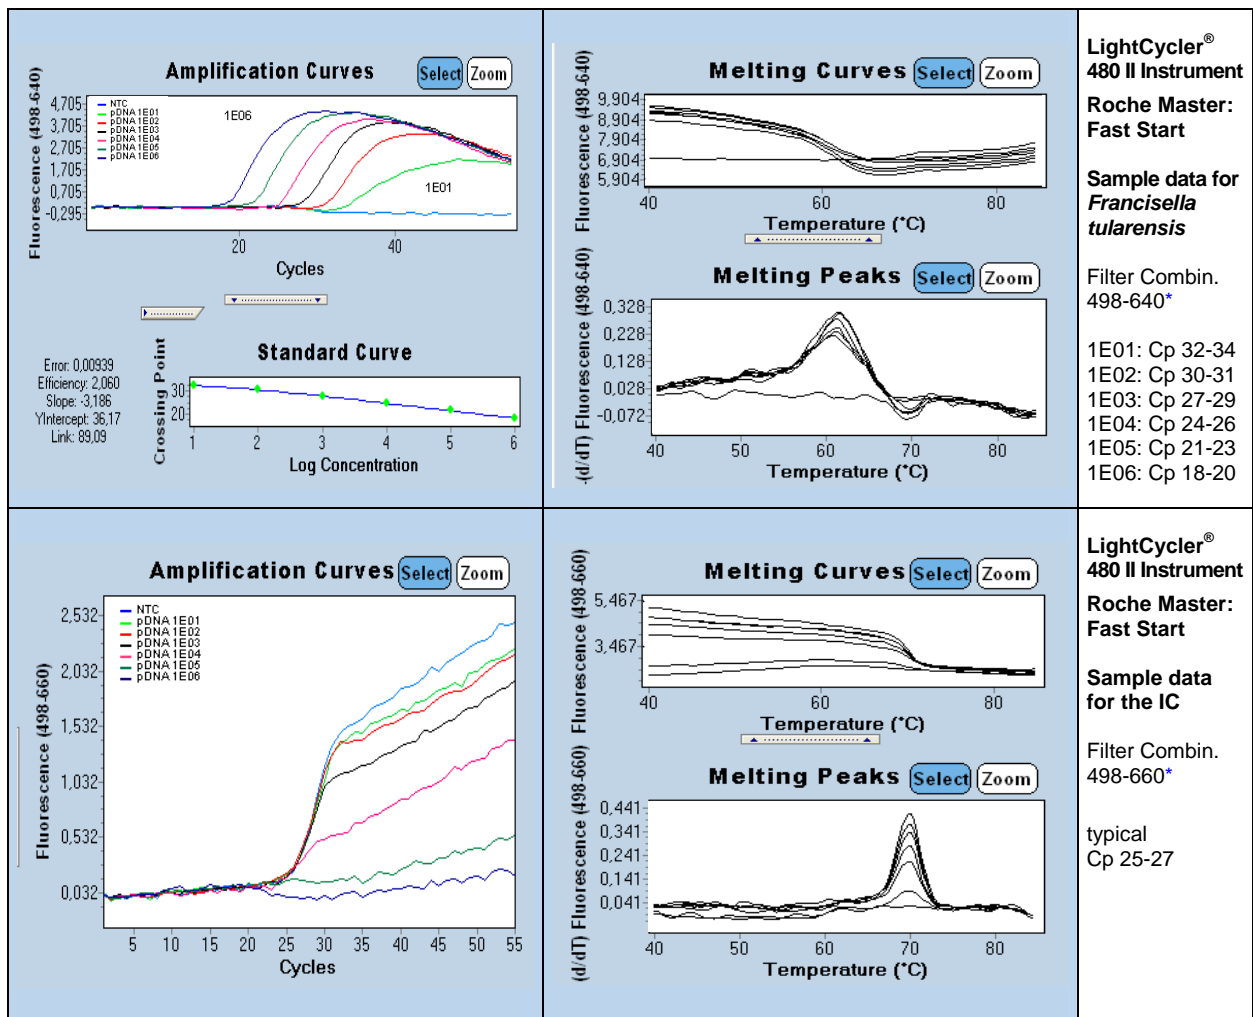 Amplification Curves
Select
Zoom
Fluorescence (498-640)
4,705
3,705
2,705
1,705
0,705
-0,295
NTC
pDNA 1E01
pDNA 1E02
pDNA 1E03
pDNA 1E04
pDNA 1E05
pDNA 1E06
1E06
1E01
20
40
Cycles
Standard Curve
Error: 0,00939
Efficiency: 2,060
Slope: -3,186
YIntercept: 36,17
Link: 89,09
Crossing Point
30
20
1
2
3
4
5
6
Log Concentration
Melting Curves
Select
Zoom
Fluorescence (498-640)
9,904
8,904
7,904
6,904
5,904
40
60
80
Temperature (°C)
Melting Peaks
Select
Zoom
-(d/dT) Fluorescence (498-640)
0,328
0,228
0,128
0,028
-0,072
40
50
60
70
80
Temperature (°C)
LightCycler®
480 II Instrument
Roche Master:
Fast Start
Sample data for
Francisella
tularensis
Filter Combin.
498-640*
1E01: Cp 32-34
1E02: Cp 30-31
1E03: Cp 27-29
1E04: Cp 24-26
1E05: Cp 21-23
1E06: Cp 18-20
Amplification Curves
Select
Zoom
Fluorescence (498-660)
2,532
2,032
1,532
1,032
0,532
0,032
NTC
pDNA 1E01
pDNA 1E02
pDNA 1E03
pDNA 1E04
pDNA 1E05
pDNA 1E06
5
10
15
20
25
30
35
40
45
50
55
Cycles
Melting Curves
Select
Zoom
Fluorescence (498-660)
5,467
3,467
40
60
80
Temperature (°C)
Melting Peaks
Select
Zoom
(d/dT) Fluorescence (498-660)
0,441
0,341
0,241
0,141
0,041
40
50
60
70
80
Temperature (°C)
LightCycler®
480 II Instrument
Roche Master:
Fast Start
Sample data
for the IC
Filter Combin.
498-660*
typical
Cp 25-27